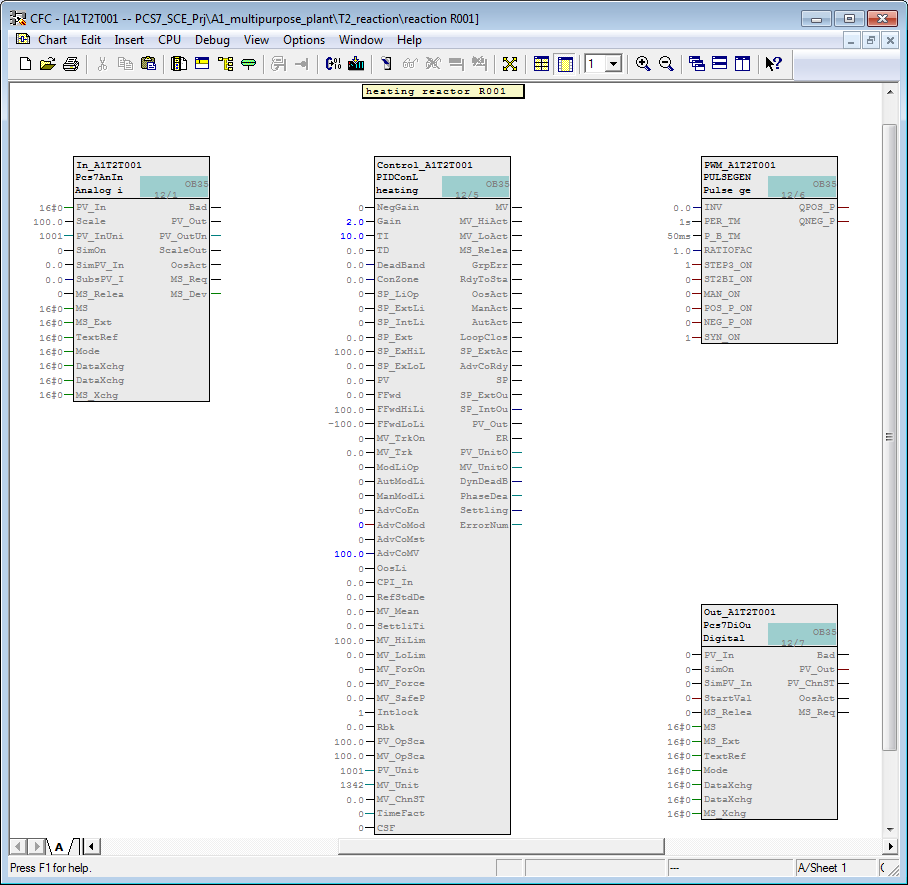 CFC - [A1T2T001 -- PCS7_SCE_Prj\A1_multipurpose_plant\T2_reaction\reaction R001]
Chart Edit Insert CPU Debug View Options Window Help
1
heating reactor R001
In_A1T2T001
Pcs7AnIn
Analog i
OB35
12/1
16#0 PV_In Bad
100.0 Scale PV_Out
1001 PV_InUni PV_OutUn
0 SimOn ScaleOut
0.0 SimPV_In OosAct
0.0 SubsPV_I MS_Req
0 MS_Relea MS_Dev
16#0 MS
16#0 MS_Ext
16#0 TextRef
16#0 Mode
16#0 DataXchg
16#0 DataXchg
16#0 MS_Xchg
Control_A1T2T001
PIDConL
heating
OB35
12/5
0 NegGain MV
2.0 Gain MV_HiAct
10.0 TI MV_LoAct
0.0 TD MS_Relea
0.0 DeadBand GrpErr
0.0 ConZone RdyToSta
0 SP_LiOp OosAct
0 SP_ExtLi ManAct
0 SP_IntLi AutAct
0.0 SP_Ext LoopClos
100.0 SP_ExHiL SP_ExtAc
0.0 SP_ExLoL AdvCoRdy
0.0 PV SP
0.0 FFwd SP_ExtOu
100.0 FFwdHiLi SP_IntOu
-100.0 FFwdLoLi PV_Out
0 MV_TrkOn ER
0.0 MV_Trk PV_UnitO
0 ModLiOp MV_UnitO
0 AutModLi DynDeadB
0 ManModLi PhaseDea
0 AdvCoEn Settling
0 AdvCoMod ErrorNum
0 AdvCoMst
100.0 AdvCoMV
0 OosLi
0.0 CPI_In
0.0 RefStdDe
0.0 MV_Mean
0.0 SettliTi
100.0 MV_HiLim
0.0 MV_LoLim
0 MV_ForOn
0.0 MV_Force
0.0 MV_SafeP
1 Intlock
0.0 Rbk
100.0 PV_OpSca
100.0 MV_OpSca
1001 PV_Unit
1342 MV_Unit
0.0 MV_ChnST
0 TimeFact
0 CSF
PWM_A1T2T001
PULSEGEN
Pulse ge
OB35
12/6
0.0 INV QPOS_P
1s PER_TM QNEG_P
50ms P_B_TM
1.0 RATIOFAC
1 STEP3_ON
0 ST2BI_ON
0 MAN_ON
0 POS_P_ON
0 NEG_P_ON
1 SYN_ON
Out_A1T2T001
Pcs7DiOu
Digital
OB35
12/7
0 PV_In Bad
0 SimOn PV_Out
0 SimPV_In PV_ChnST
0 StartVal OosAct
0 MS_Relea MS_Req
16#0 MS
16#0 MS_Ext
16#0 TextRef
16#0 Mode
16#0 DataXchg
16#0 DataXchg
16#0 MS_Xchg
A
Press F1 for help.
---
A/Sheet 1